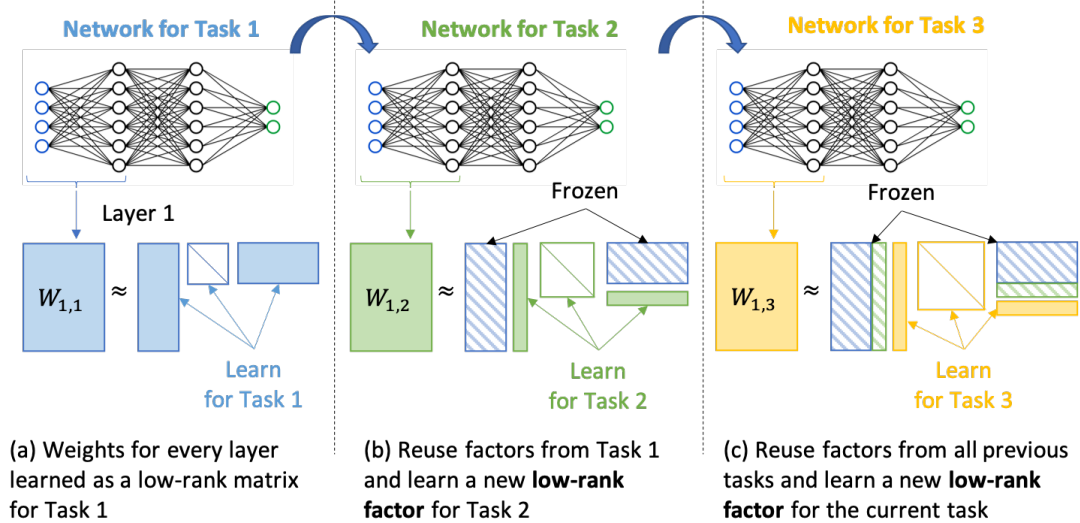 Network for Task 1
Network for Task 2
Network for Task 3
Layer 1
Frozen
Frozen
W1,1
≈
W1,2
≈
W1,3
≈
Learn
for Task 1
Learn
for Task 2
Learn
for Task 3
(a) Weights for every layer
learned as a low-rank matrix
for Task 1
(b) Reuse factors from Task 1
and learn a new low-rank
factor for Task 2
(c) Reuse factors from all previous
tasks and learn a new low-rank
factor for the current task